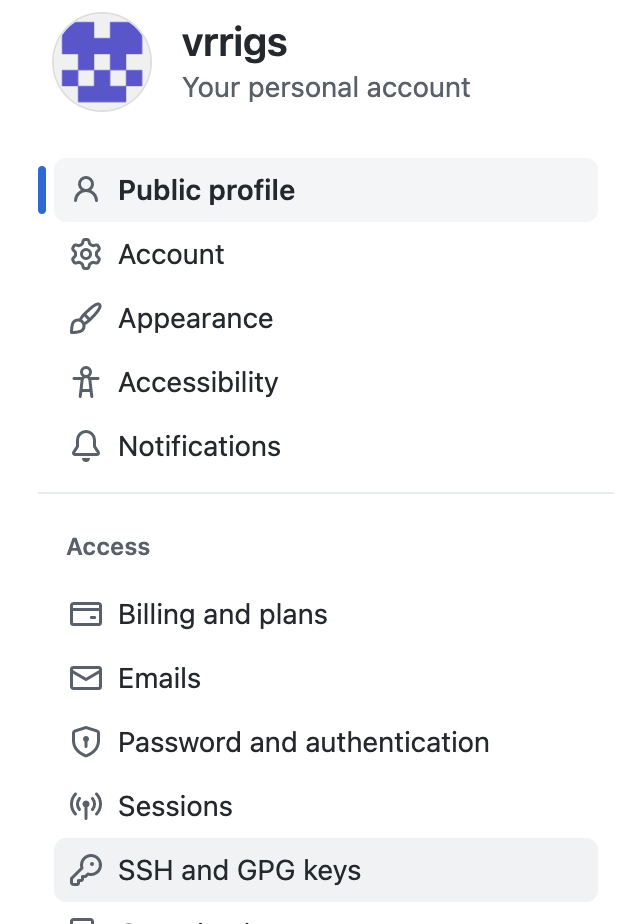 vrrigs
Your personal account
Public profile
Account
Appearance
Accessibility
Notifications
Access
Billing and plans
Emails
Password and authentication
Sessions
SSH and GPG keys